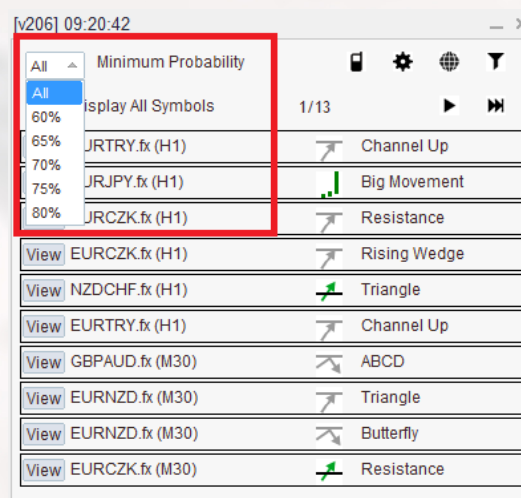 [v206] 09:20:42
All Minimum Probability
All
60%
65%
70%
75%
80%
isplay All Symbols 1/13
URTRY.fx (H1) Channel Up
URJPY.fx (H1) Big Movement
URCZK.fx (H1) Resistance
View EURCZK.fx (H1) Rising Wedge
View NZDCHF.fx (H1) Triangle
View EURTRY.fx (H1) Channel Up
View GBPAUD.fx (M30) ABCD
View EURNZD.fx (M30) Triangle
View EURNZD.fx (M30) Butterfly
View EURCZK.fx (M30) Resistance